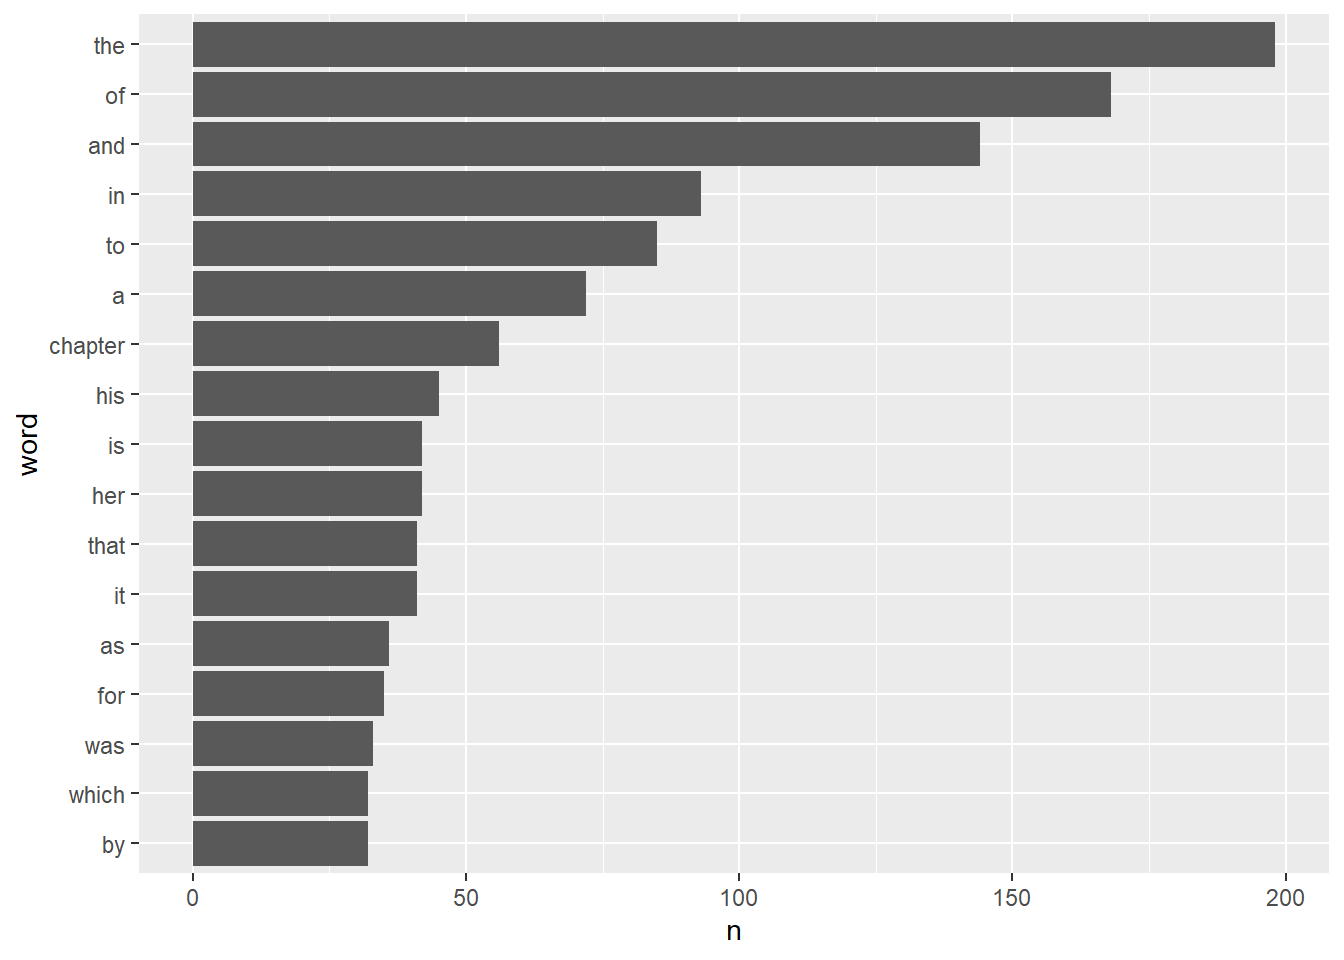 the
of
and
in
to
a
chapter
his
is
her
that
it
as
for
was
which
by
word
0 50 100 150 200
n